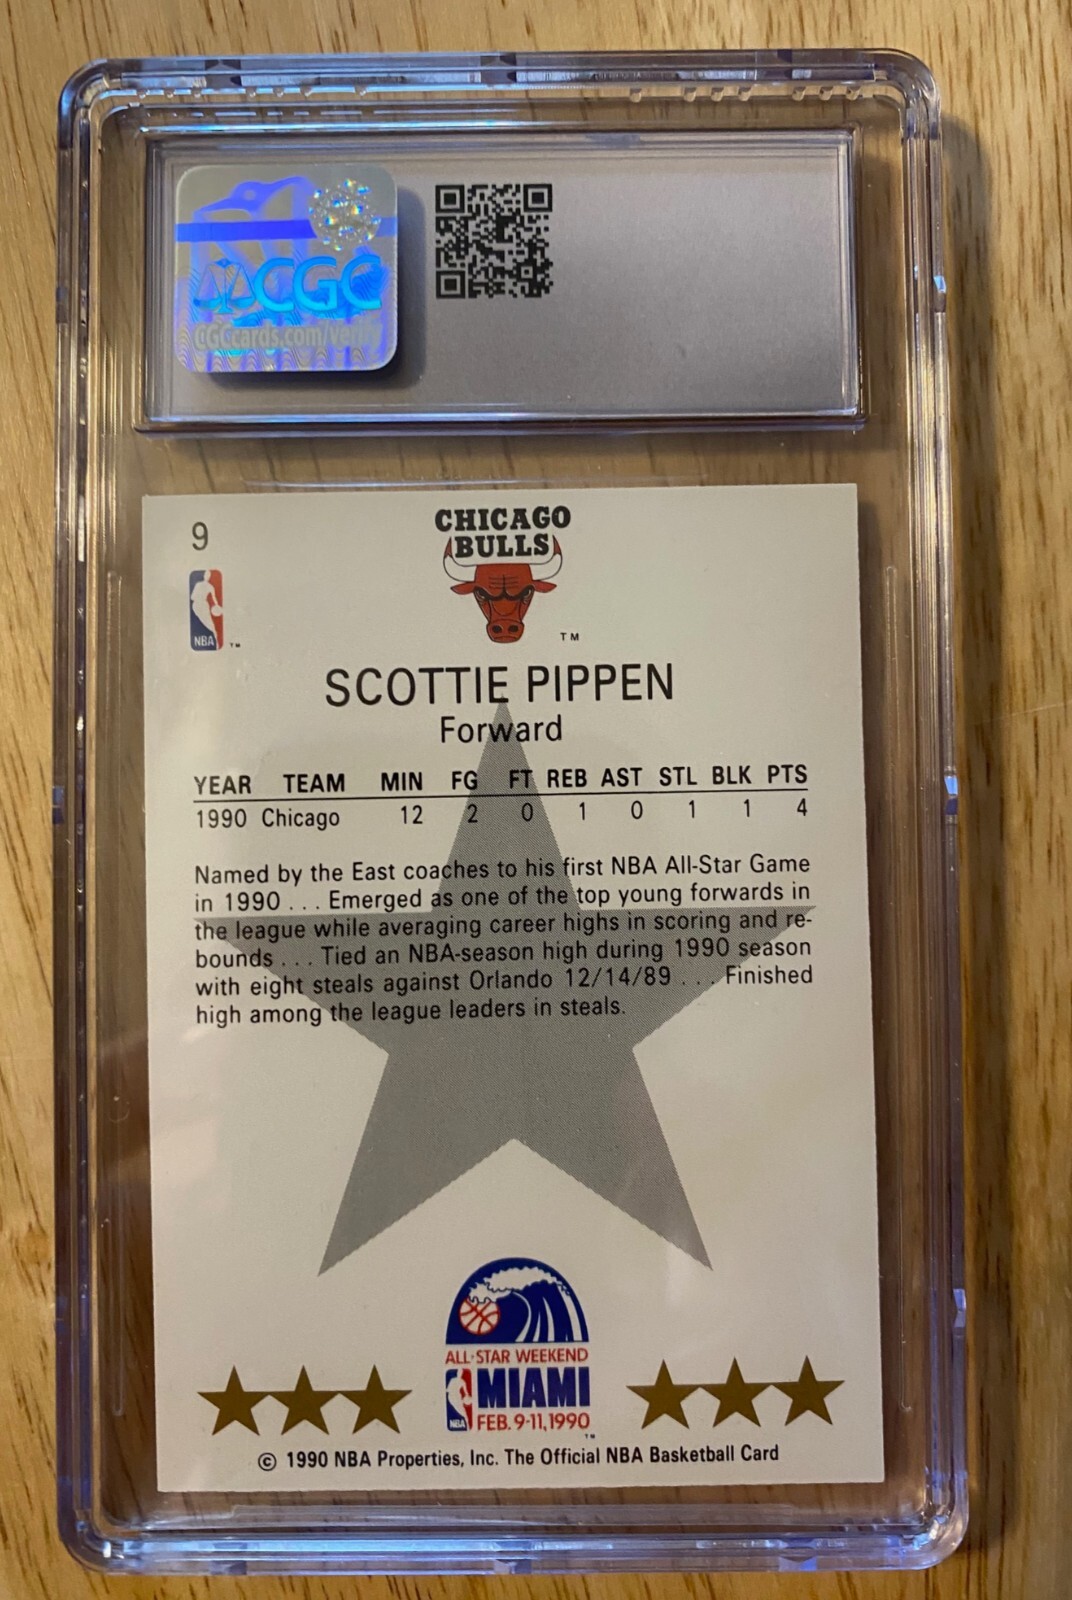 CGC
CGCcards.com/verify
9
CHICAGO
BULLS
NBA
TM
TM
SCOTTIE PIPPEN
Forward
YEAR TEAM MIN FG FT REB AST STL BLK PTS
1990 Chicago 12 2 0 1 0 1 1 4
Named by the East coaches to his first NBA All-Star Game
in 1990 . . . Emerged as one of the top young forwards in
the league while averaging career highs in scoring and re-
bounds . . . Tied an NBA-season high during 1990 season
with eight steals against Orlando 12/14/89 . . . Finished
high among the league leaders in steals.
ALL-STAR WEEKEND
MIAMI
NBA
FEB. 9-11, 1990
TM
© 1990 NBA Properties, Inc. The Official NBA Basketball Card